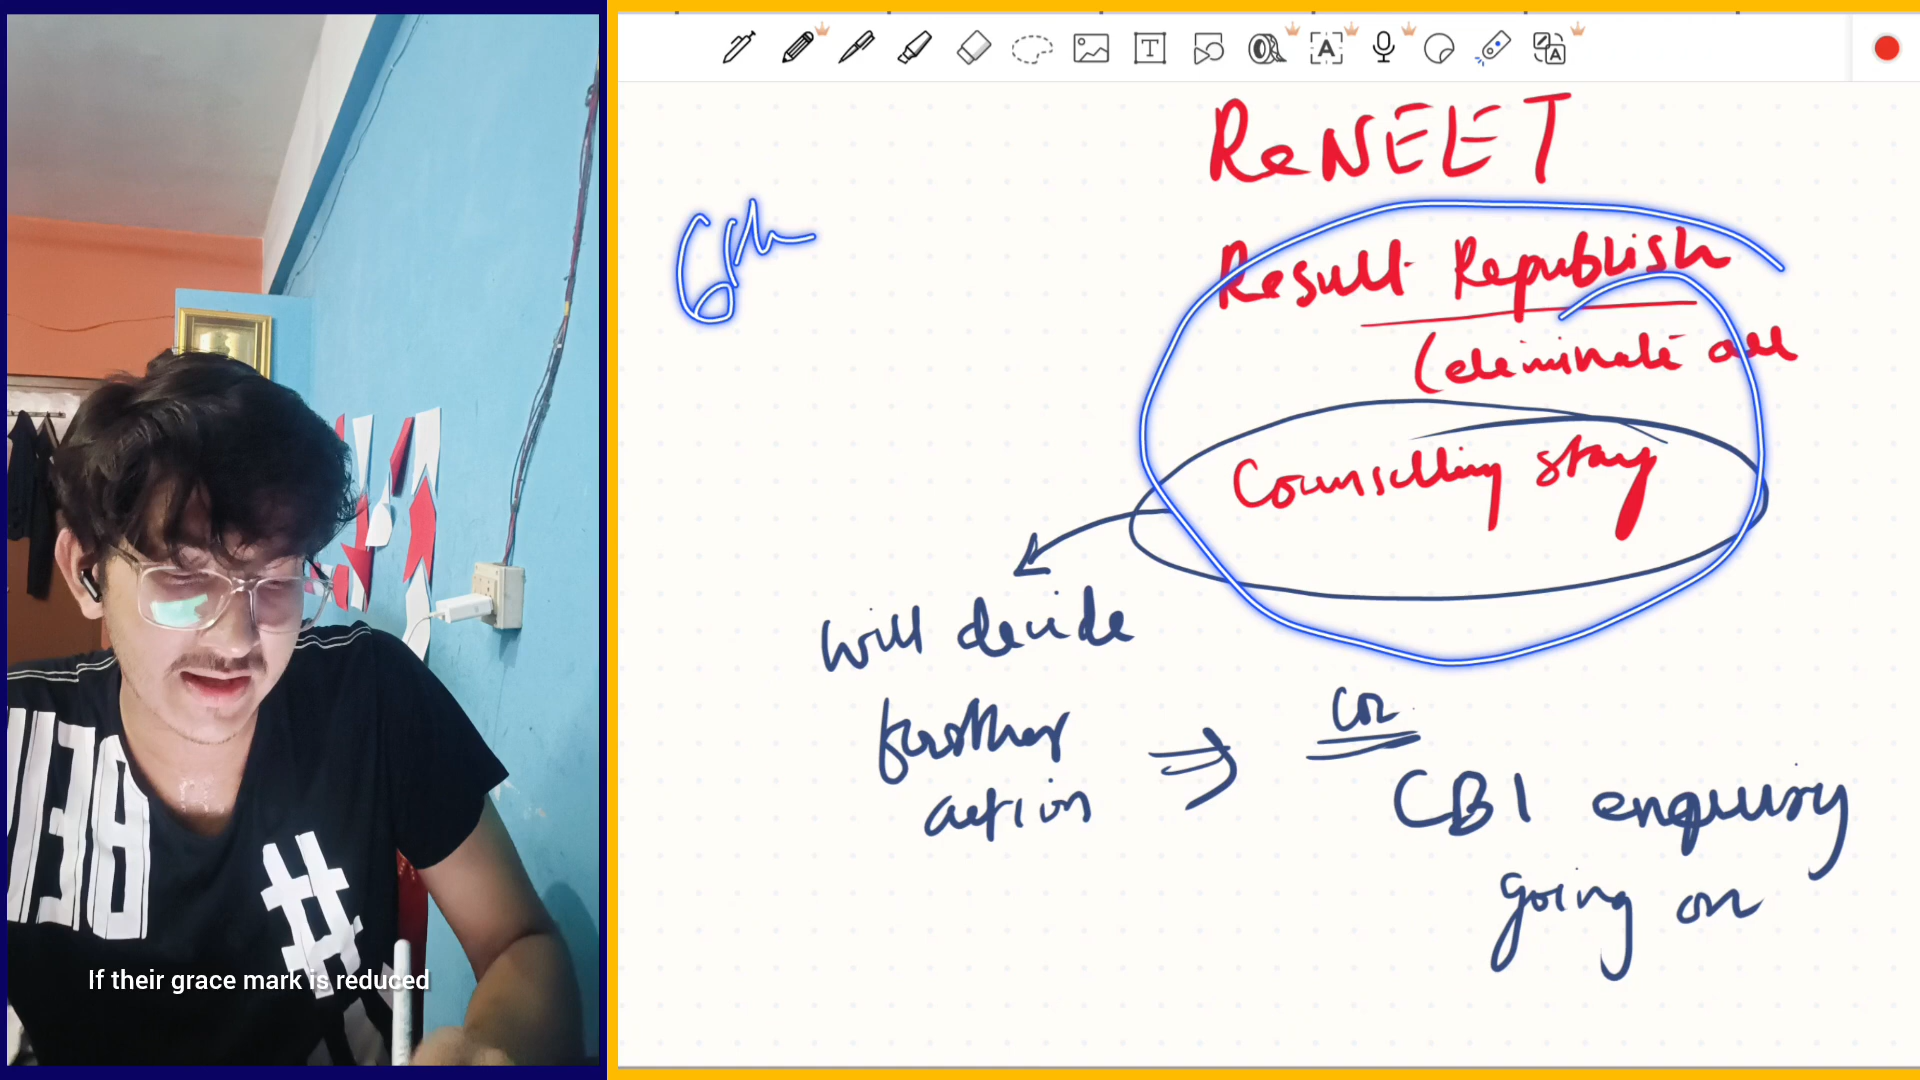 ReNEET
Result Republish
(eliminate all
Counselling stay
will decide
further
action
CBI enquiry
going on
If their grace mark is reduced
#